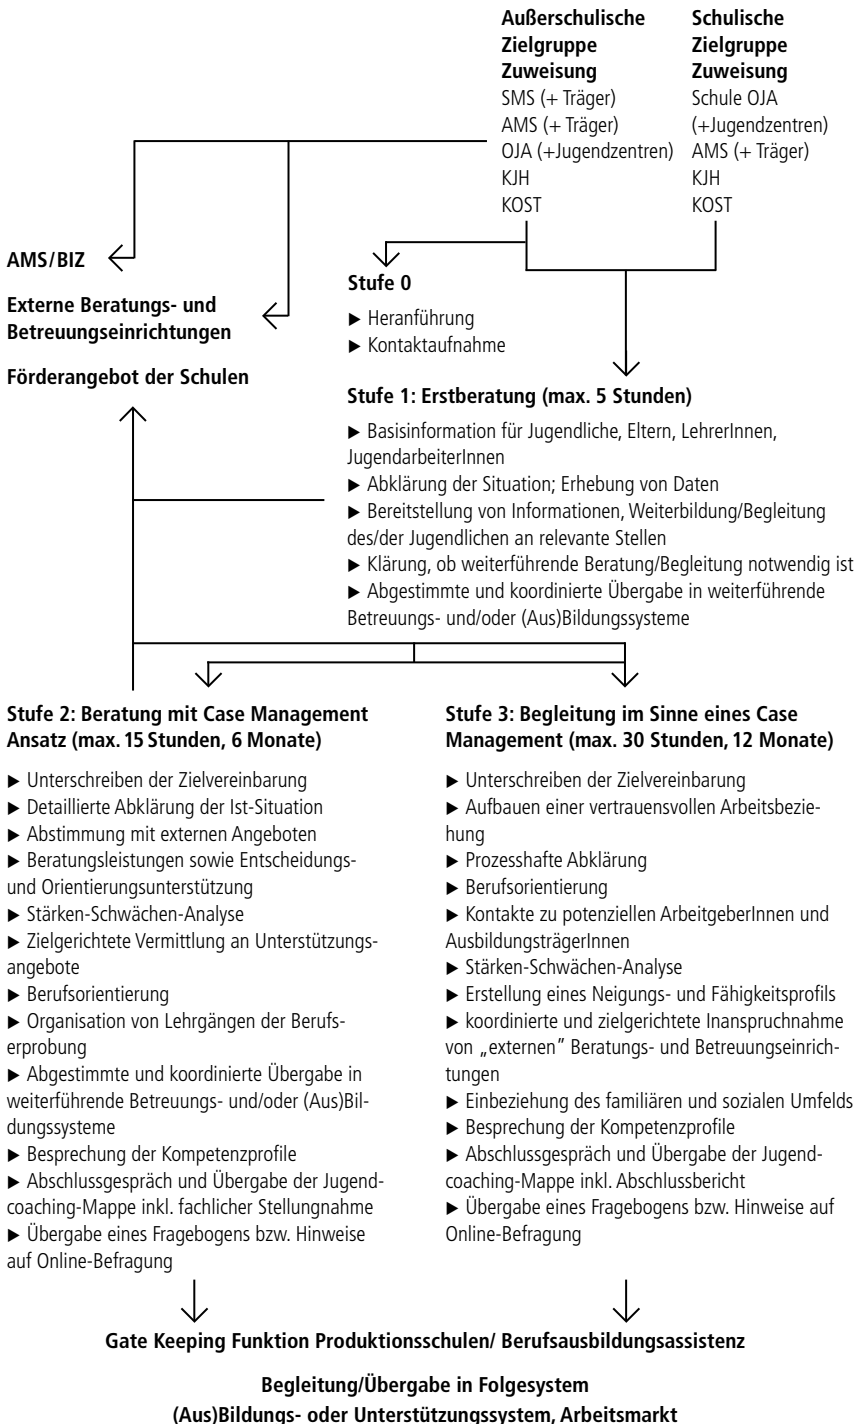 Außerschulische
Zielgruppe
Zuweisung
SMS (+ Träger)
AMS (+ Träger)
OJA (+Jugendzentren)
KJH
KOST
Schulische
Zielgruppe
Zuweisung
Schule OJA
(+Jugendzentren)
AMS (+ Träger)
KJH
KOST
AMS/BIZ
Externe Beratungs- und
Betreuungseinrichtungen
Förderangebot der Schulen
Stufe 0
▶ Heranführung
▶ Kontaktaufnahme
Stufe 1: Erstberatung (max. 5 Stunden)
▶ Basisinformation für Jugendliche, Eltern, LehrerInnen,
JugendarbeiterInnen
▶ Abklärung der Situation; Erhebung von Daten
▶ Bereitstellung von Informationen, Weiterbildung/Begleitung
des/der Jugendlichen an relevante Stellen
▶ Klärung, ob weiterführende Beratung/Begleitung notwendig ist
▶ Abgestimmte und koordinierte Übergabe in weiterführende
Betreuungs- und/oder (Aus)Bildungssysteme
Stufe 2: Beratung mit Case Management
Ansatz (max. 15 Stunden, 6 Monate)
▶ Unterschreiben der Zielvereinbarung
▶ Detaillierte Abklärung der Ist-Situation
▶ Abstimmung mit externen Angeboten
▶ Beratungsleistungen sowie Entscheidungs-
und Orientierungsunterstützung
▶ Stärken-Schwächen-Analyse
▶ Zielgerichtete Vermittlung an Unterstützungs-
angebote
▶ Berufsorientierung
▶ Organisation von Lehrgängen der Berufs-
erprobung
▶ Abgestimmte und koordinierte Übergabe in
weiterführende Betreuungs- und/oder (Aus)Bil-
dungssysteme
▶ Besprechung der Kompetenzprofile
▶ Abschlussgespräch und Übergabe der Jugend-
coaching-Mappe inkl. fachlicher Stellungnahme
▶ Übergabe eines Fragebogens bzw. Hinweise
auf Online-Befragung
Stufe 3: Begleitung im Sinne eines Case
Management (max. 30 Stunden, 12 Monate)
▶ Unterschreiben der Zielvereinbarung
▶ Aufbauen einer vertrauensvollen Arbeitsbezie-
hung
▶ Prozesshafte Abklärung
▶ Berufsorientierung
▶ Kontakte zu potenziellen ArbeitgeberInnen und
AusbildungsträgerInnen
▶ Stärken-Schwächen-Analyse
▶ Erstellung eines Neigungs- und Fähigkeitsprofils
▶ koordinierte und zielgerichtete Inanspruchnahme
von „externen” Beratungs- und Betreuungseinrich-
tungen
▶ Einbeziehung des familiären und sozialen Umfelds
▶ Besprechung der Kompetenzprofile
▶ Abschlussgespräch und Übergabe der Jugend-
coaching-Mappe inkl. Abschlussbericht
▶ Übergabe eines Fragebogens bzw. Hinweise auf
Online-Befragung
Gate Keeping Funktion Produktionsschulen/ Berufsausbildungsassistenz
Begleitung/Übergabe in Folgesystem
(Aus)Bildungs- oder Unterstützungssystem, Arbeitsmarkt